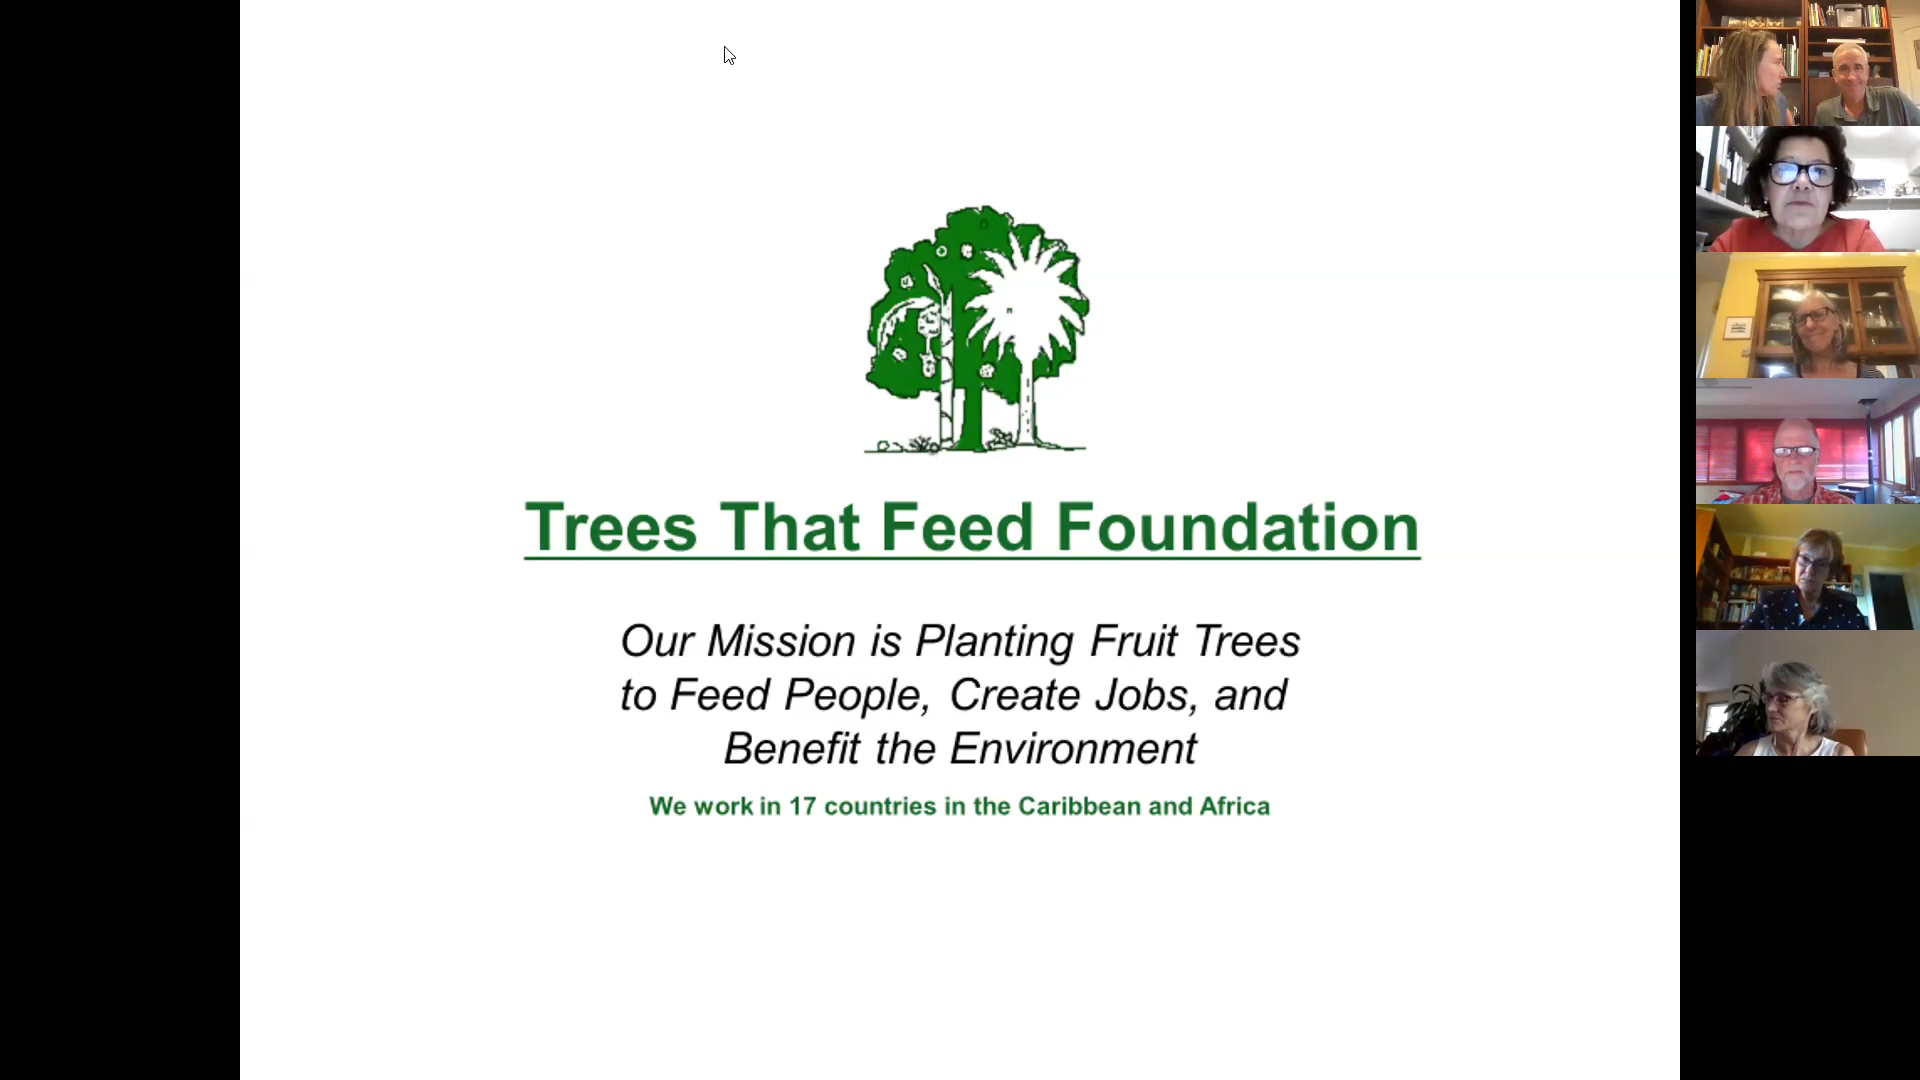 Trees That Feed Foundation
Our Mission is Planting Fruit Trees
to Feed People, Create Jobs, and
Benefit the Environment
We work in 17 countries in the Caribbean and Africa